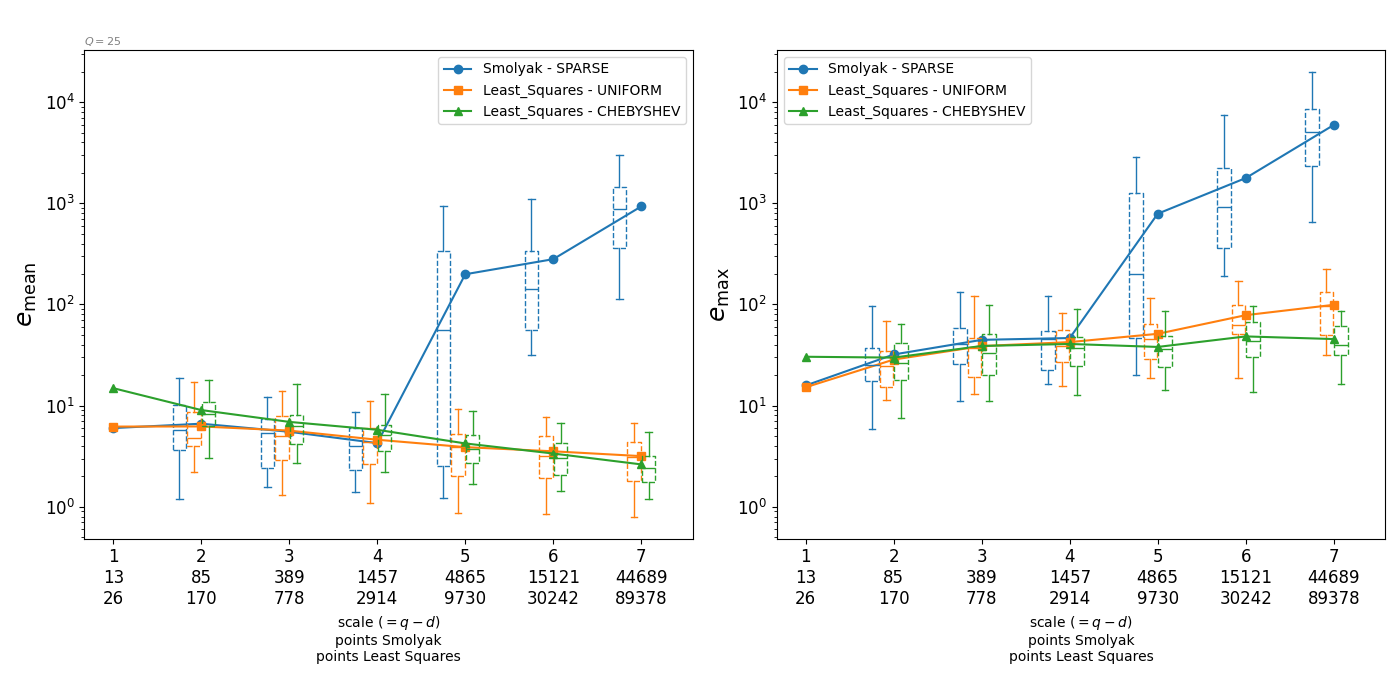 Q = 25
Smolyak - SPARSE
Least_Squares - UNIFORM
Least_Squares - CHEBYSHEV
10^4
10^3
10^2
10^1
10^0
e_mean
1 2 3 4 5 6 7
13 85 389 1457 4865 15121 44689
26 170 778 2914 9730 30242 89378
scale (= q − d)
points Smolyak
points Least Squares
Smolyak - SPARSE
Least_Squares - UNIFORM
Least_Squares - CHEBYSHEV
10^4
10^3
10^2
10^1
10^0
e_max
1 2 3 4 5 6 7
13 85 389 1457 4865 15121 44689
26 170 778 2914 9730 30242 89378
scale (= q − d)
points Smolyak
points Least Squares